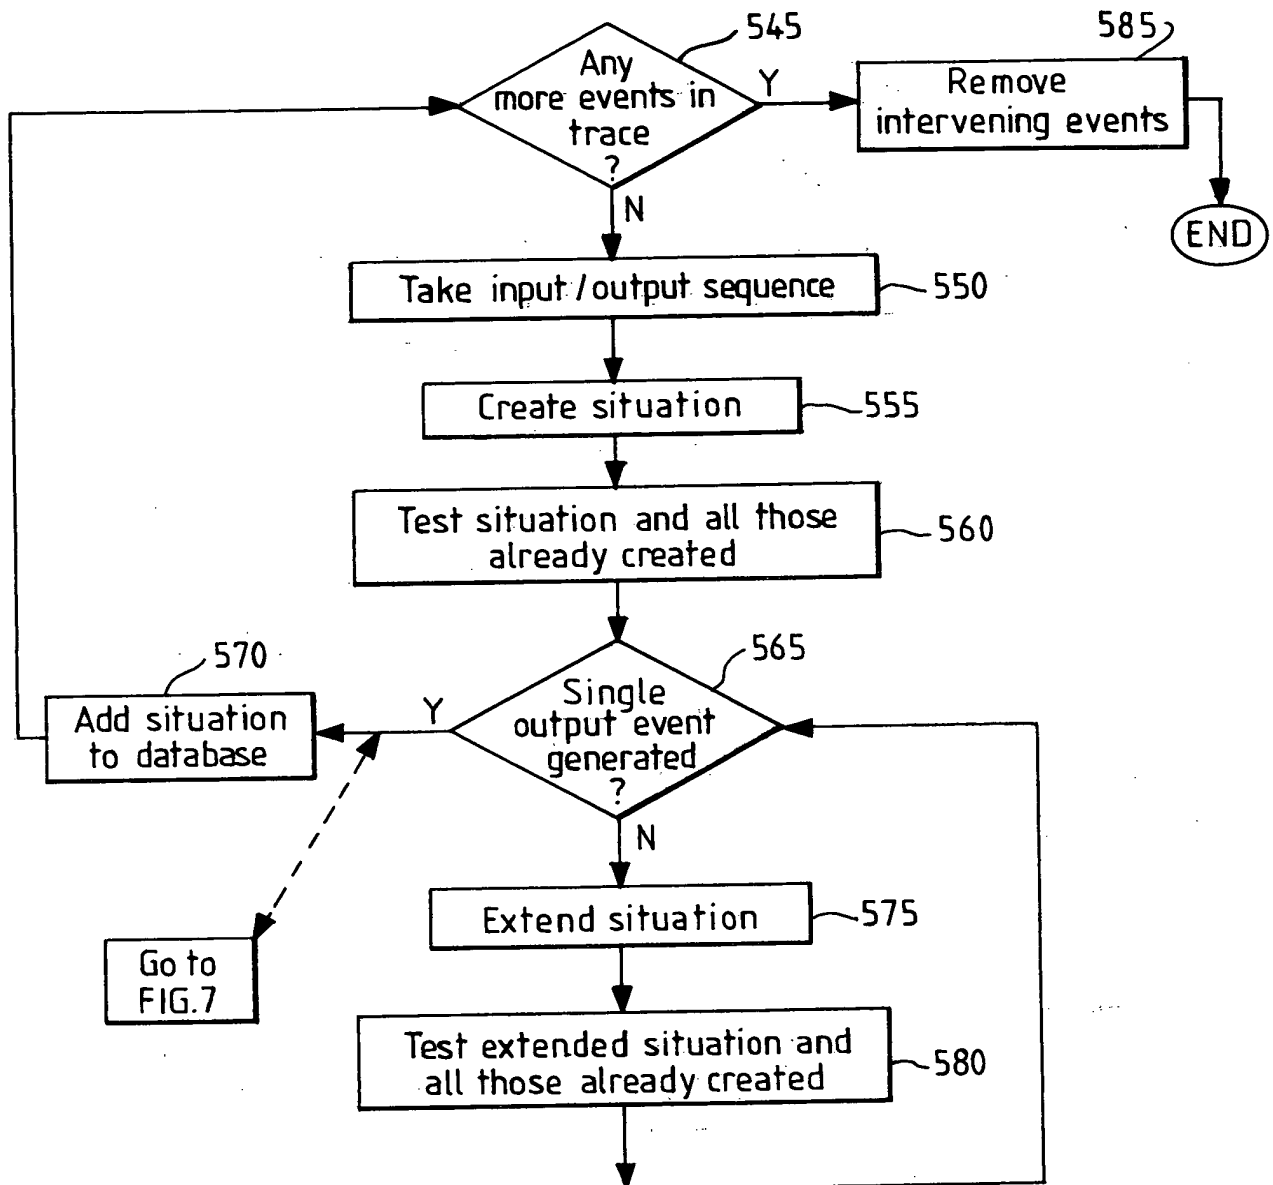 545
Any
more events in
trace
?
Y
585
Remove
intervening events
END
N
Take input/output sequence
550
Create situation
555
Test situation and all those
already created
560
565
Single
output event
generated
?
Y
570
Add situation
to database
N
Extend situation
575
Go to
FIG.7
Test extended situation and
all those already created
580